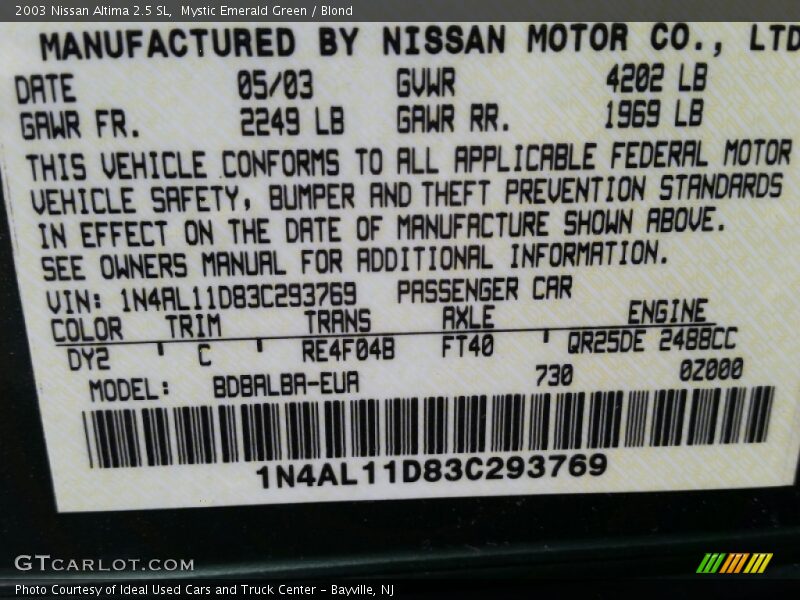 2003 Nissan Altima 2.5 SL,  Mystic Emerald Green / Blond
MANUFACTURED BY NISSAN MOTOR CO., LTD
DATE 05/03 GVWR 4202 LB
GAWR FR. 2249 LB GAWR RR. 1969 LB
THIS VEHICLE CONFORMS TO ALL APPLICABLE FEDERAL MOTOR
VEHICLE SAFETY, BUMPER AND THEFT PREVENTION STANDARDS
IN EFFECT ON THE DATE OF MANUFACTURE SHOWN ABOVE.
SEE OWNERS MANUAL FOR ADDITIONAL INFORMATION.
VIN: 1N4AL11D83C293769 PASSENGER CAR
COLOR TRIM TRANS AXLE ENGINE
DY2 C RE4F04B FT40 QR25DE 2488CC
MODEL: BDBALBA-EUA 730 0Z000
1N4AL11D83C293769
GTCARLOT.COM
Photo Courtesy of Ideal Used Cars and Truck Center - Bayville, NJ